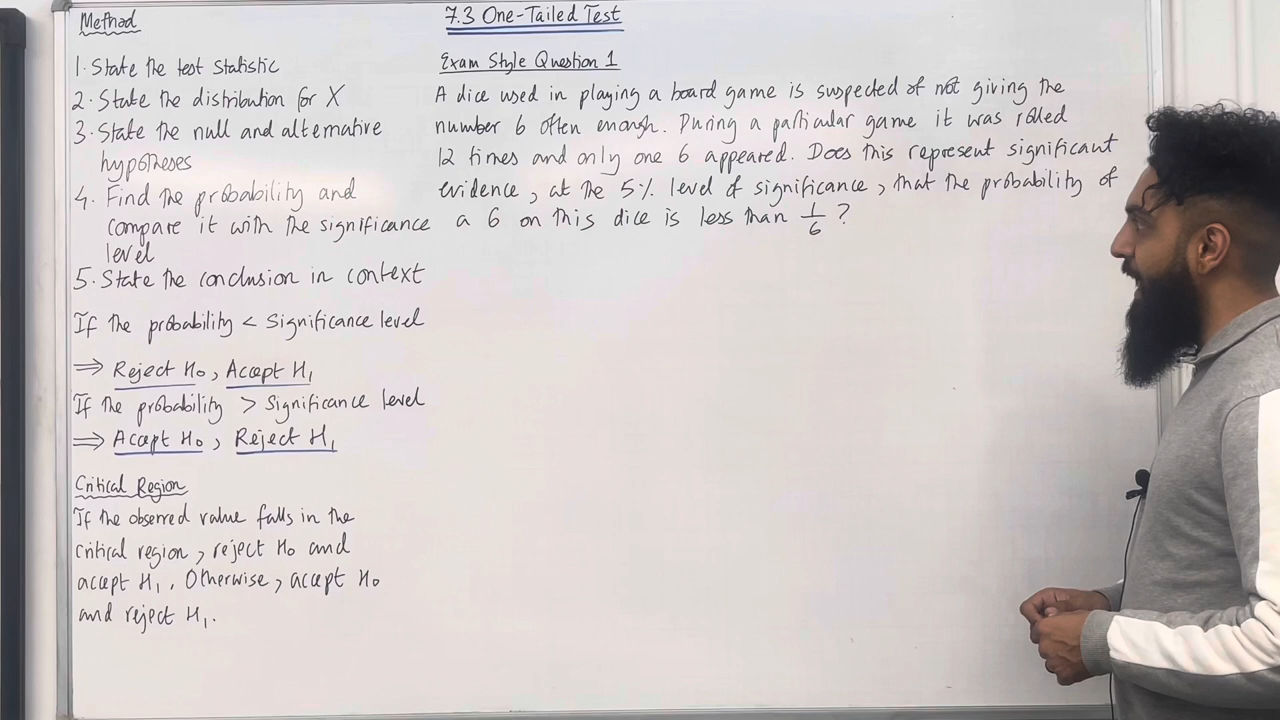 Method
1. State the test statistic
2. State the distribution for X
3. State the null and alternative
hypotheses
4. Find the probability and
compare it with the significance
level
5. State the conclusion in context
If the probability < significance level
⇒ Reject H₀, Accept H₁
If the probability > significance level
⇒ Accept H₀, Reject H₁
Critical Region
If the observed value falls in the
critical region, reject H₀ and
accept H₁. Otherwise, accept H₀
and reject H₁.
7.3 One-Tailed Test
Exam Style Question 1
A dice used in playing a board game is suspected of not giving the
number 6 often enough. During a particular game it was rolled
12 times and only one 6 appeared. Does this represent significant
evidence, at the 5% level of significance, that the probability of
a 6 on this dice is less than 1/6?